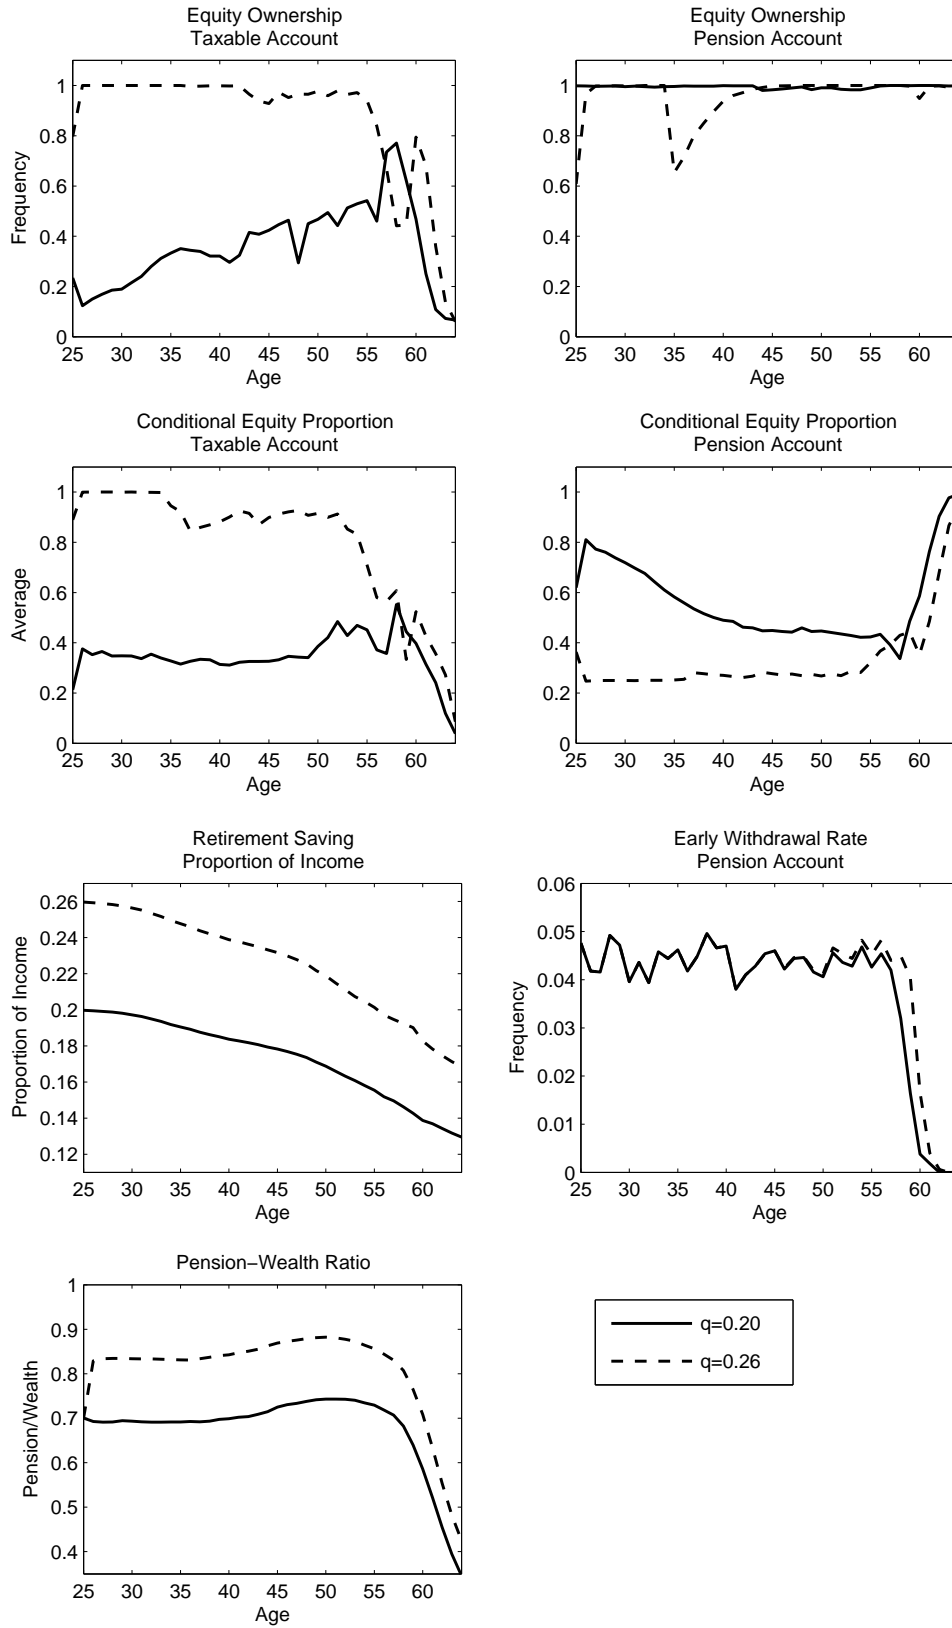 Equity Ownership
Taxable Account
Frequency
1
0.8
0.6
0.4
0.2
0
25 30 35 40 45 50 55 60
Age
Equity Ownership
Pension Account
1
0.8
0.6
0.4
0.2
0
25 30 35 40 45 50 55 60
Age
Conditional Equity Proportion
Taxable Account
Average
1
0.8
0.6
0.4
0.2
0
25 30 35 40 45 50 55 60
Age
Conditional Equity Proportion
Pension Account
1
0.8
0.6
0.4
0.2
0
25 30 35 40 45 50 55 60
Age
Retirement Saving
Proportion of Income
Proportion of Income
0.26
0.24
0.22
0.2
0.18
0.16
0.14
0.12
25 30 35 40 45 50 55 60
Age
Early Withdrawal Rate
Pension Account
Frequency
0.06
0.05
0.04
0.03
0.02
0.01
0
25 30 35 40 45 50 55 60
Age
Pension−Wealth Ratio
Pension/Wealth
1
0.9
0.8
0.7
0.6
0.5
0.4
25 30 35 40 45 50 55 60
Age
q=0.20
q=0.26